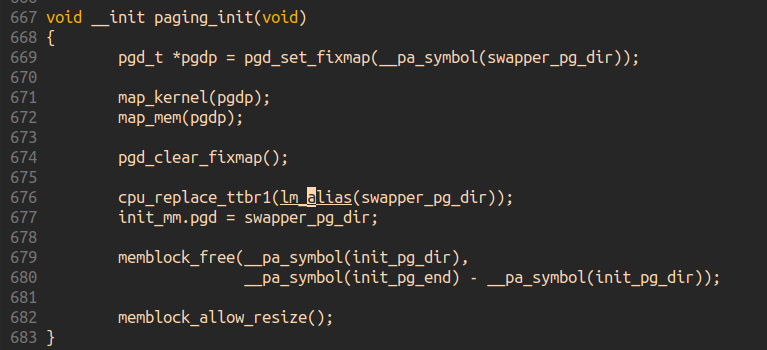 667 void __init paging_init(void)
668 {
669         pgd_t *pgdp = pgd_set_fixmap(__pa_symbol(swapper_pg_dir));
670
671         map_kernel(pgdp);
672         map_mem(pgdp);
673
674         pgd_clear_fixmap();
675
676         cpu_replace_ttbr1(lm_alias(swapper_pg_dir));
677         init_mm.pgd = swapper_pg_dir;
678
679         memblock_free(__pa_symbol(init_pg_dir),
680                       __pa_symbol(init_pg_end) - __pa_symbol(init_pg_dir));
681
682         memblock_allow_resize();
683 }